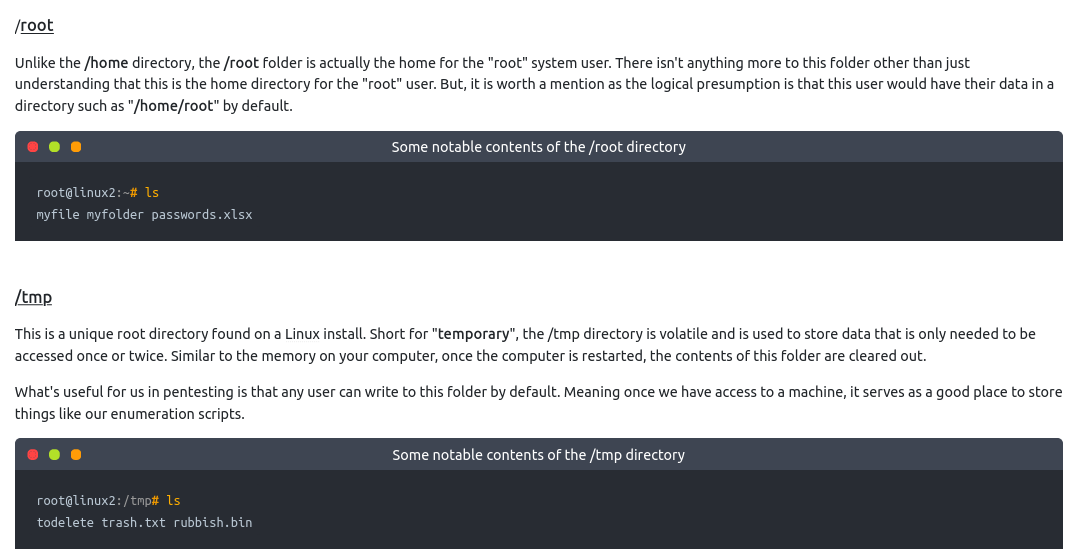 /root
Unlike the /home directory, the /root folder is actually the home for the "root" system user. There isn't anything more to this folder other than just
understanding that this is the home directory for the "root" user. But, it is worth a mention as the logical presumption is that this user would have their data in a
directory such as "/home/root" by default.
Some notable contents of the /root directory
root@linux2:~# ls
myfile myfolder passwords.xlsx
/tmp
This is a unique root directory found on a Linux install. Short for "temporary", the /tmp directory is volatile and is used to store data that is only needed to be
accessed once or twice. Similar to the memory on your computer, once the computer is restarted, the contents of this folder are cleared out.
What's useful for us in pentesting is that any user can write to this folder by default. Meaning once we have access to a machine, it serves as a good place to store
things like our enumeration scripts.
Some notable contents of the /tmp directory
root@linux2:/tmp# ls
todelete trash.txt rubbish.bin